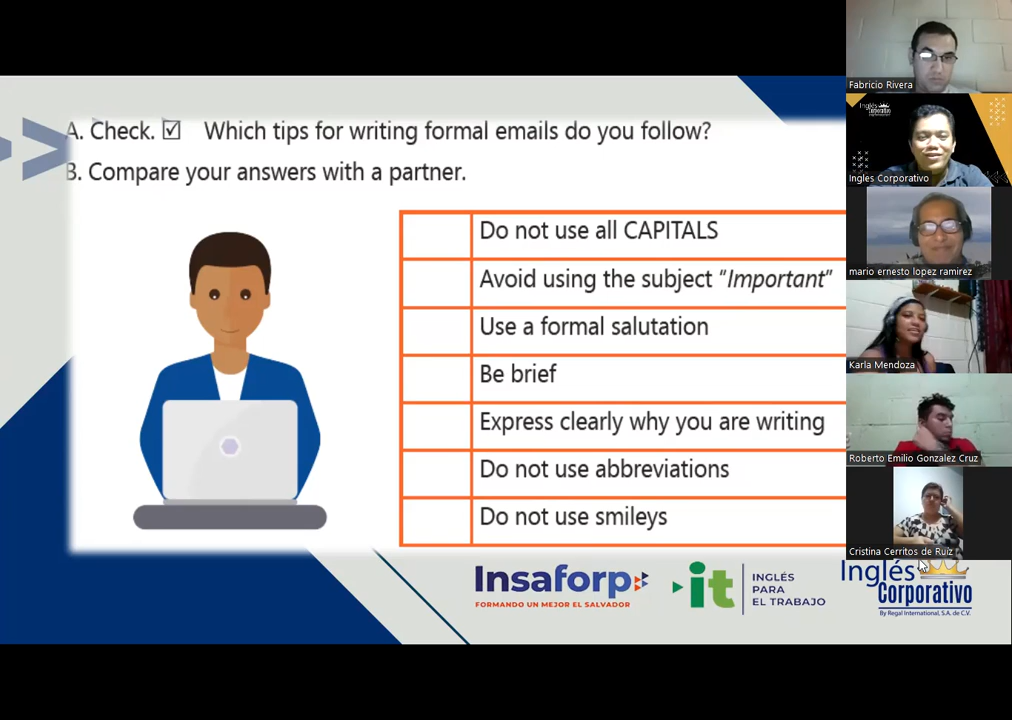 A. Check. ☑ Which tips for writing formal emails do you follow?
B. Compare your answers with a partner.
Do not use all CAPITALS
Avoid using the subject “Important”
Use a formal salutation
Be brief
Express clearly why you are writing
Do not use abbreviations
Do not use smileys
Insaforp
FORMANDO UN MEJOR EL SALVADOR
it
INGLÉS
PARA
EL TRABAJO
Inglés
Corporativo
By Regal International, S.A. de C.V.
Fabricio Rivera
Inglés
Corporativo
Ingles Corporativo
mario ernesto lopez ramirez
Karla Mendoza
Roberto Emilio Gonzalez Cruz
Cristina Cerritos de Ruiz